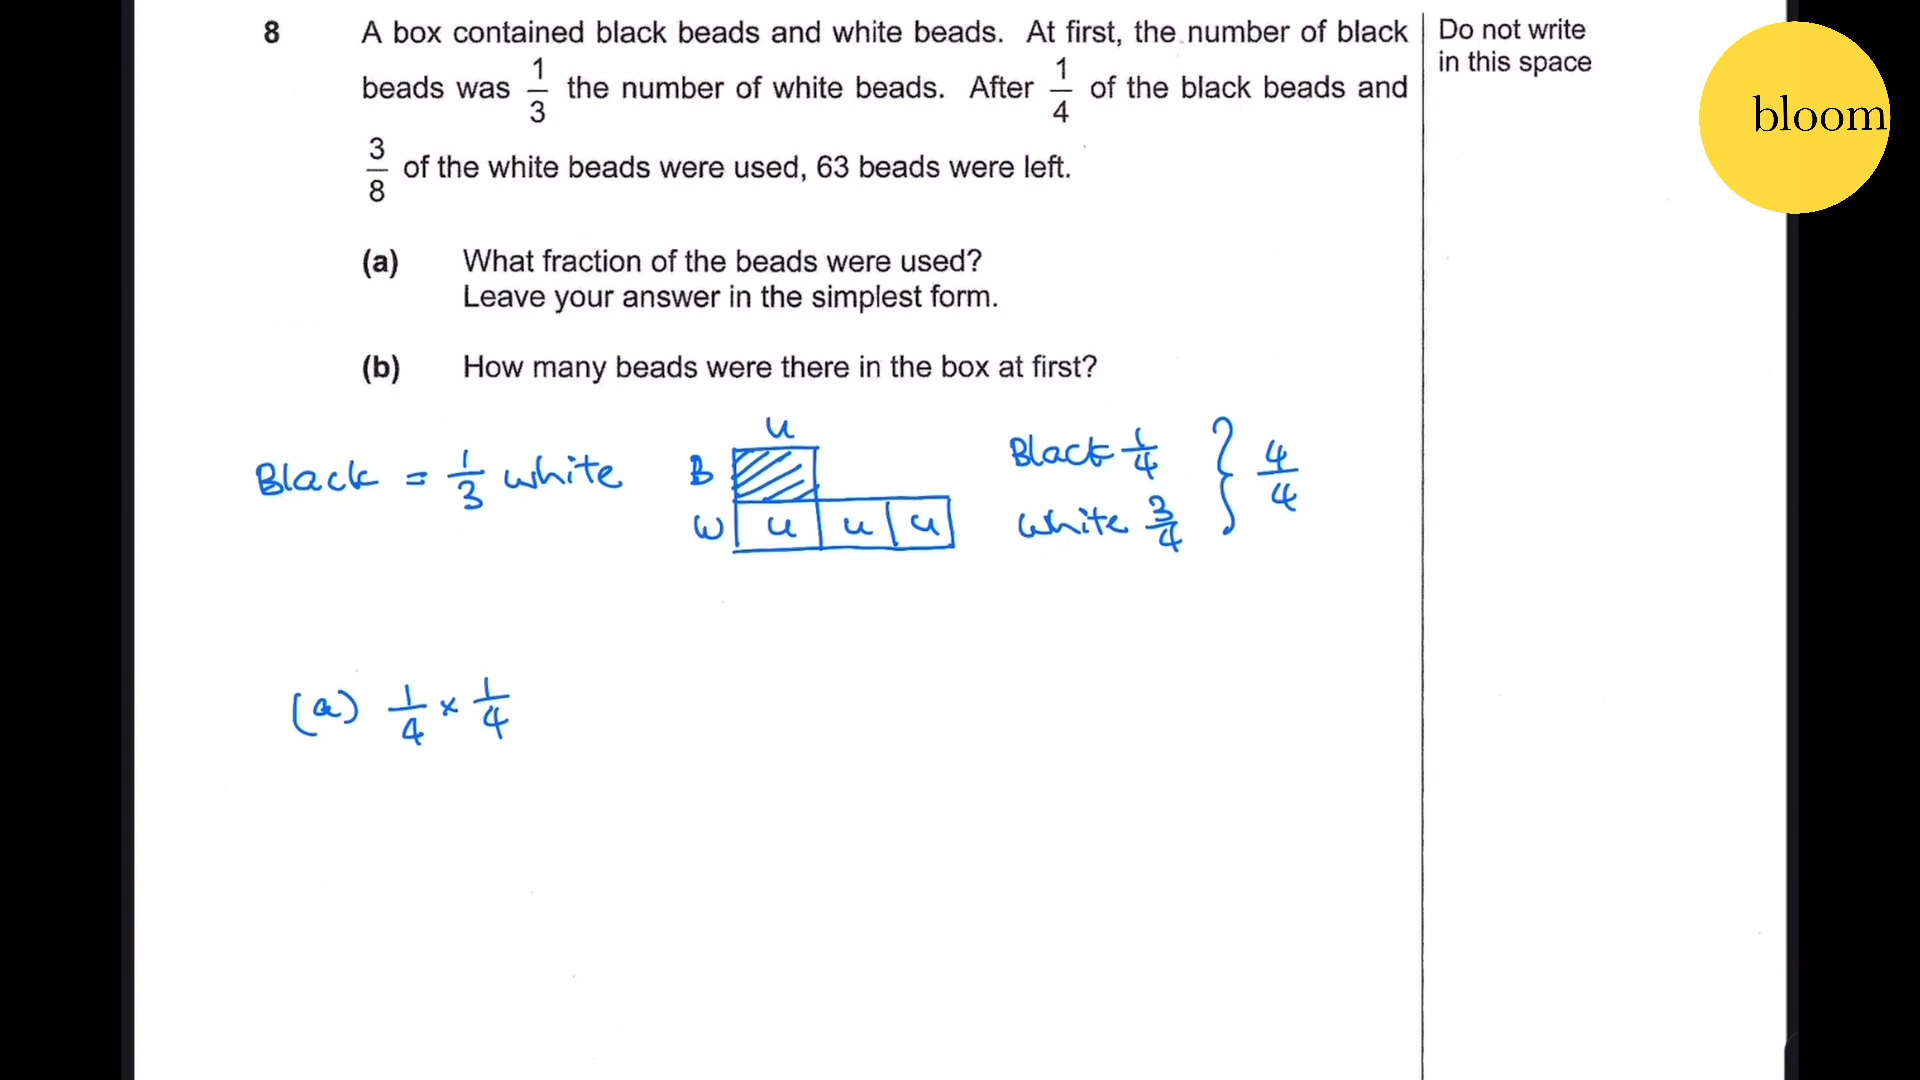 8 A box contained black beads and white beads. At first, the number of black
beads was 1/3 the number of white beads. After 1/4 of the black beads and
3/8 of the white beads were used, 63 beads were left.
(a) What fraction of the beads were used?
Leave your answer in the simplest form.
(b) How many beads were there in the box at first?
Do not write
in this space
bloom
Black = 1/3 white
u
B
W u u u
Black 1/4
white 3/4
} 4/4
(a) 1/4 × 1/4